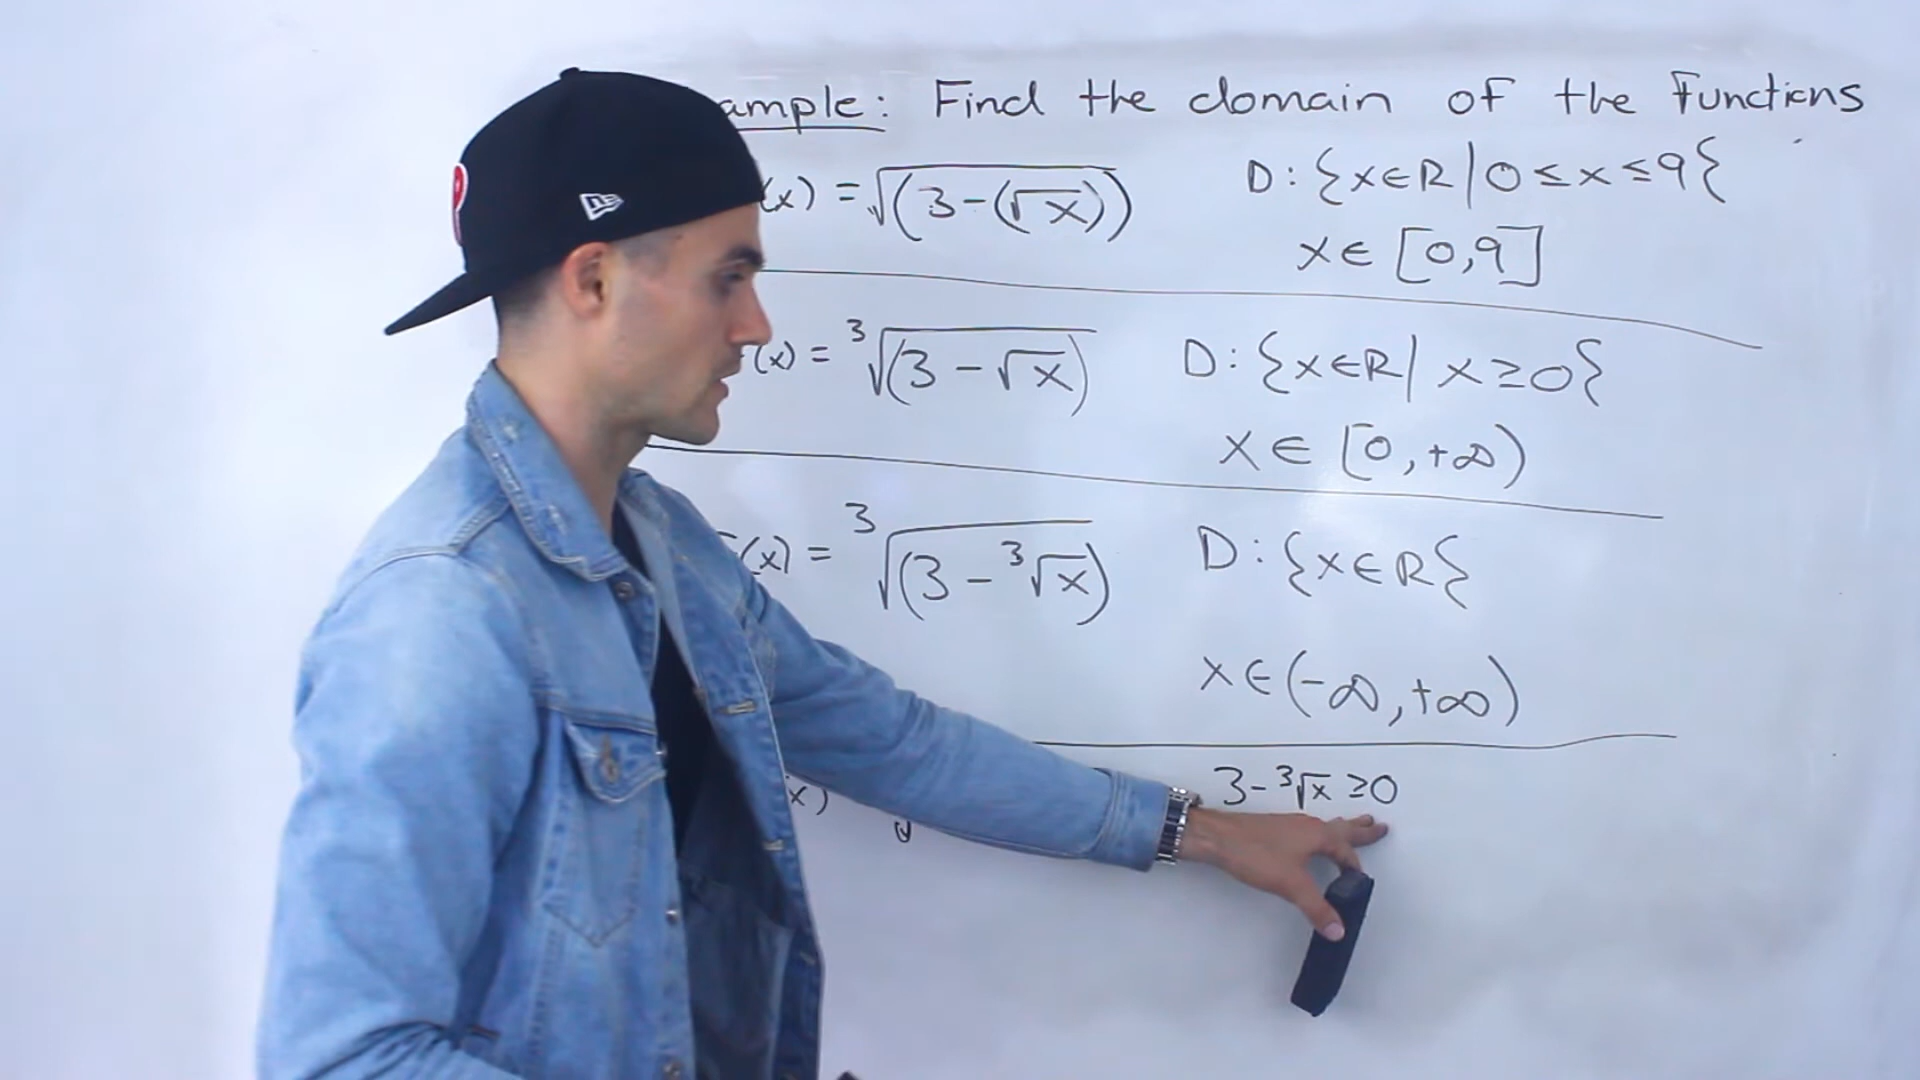 ample: Find the domain of the Functions
(x) = √(3-(√x))
D: {x∈R | 0 ≤ x ≤ 9{
x ∈ [0,9]
(x) = ³√(3-√x)
D: {x∈R | x ≥ 0{
x ∈ [0,+∞)
F(x) = ³√(3-³√x)
D: {x∈R{
x∈(-∞,+∞)
x)
3-³√x ≥0